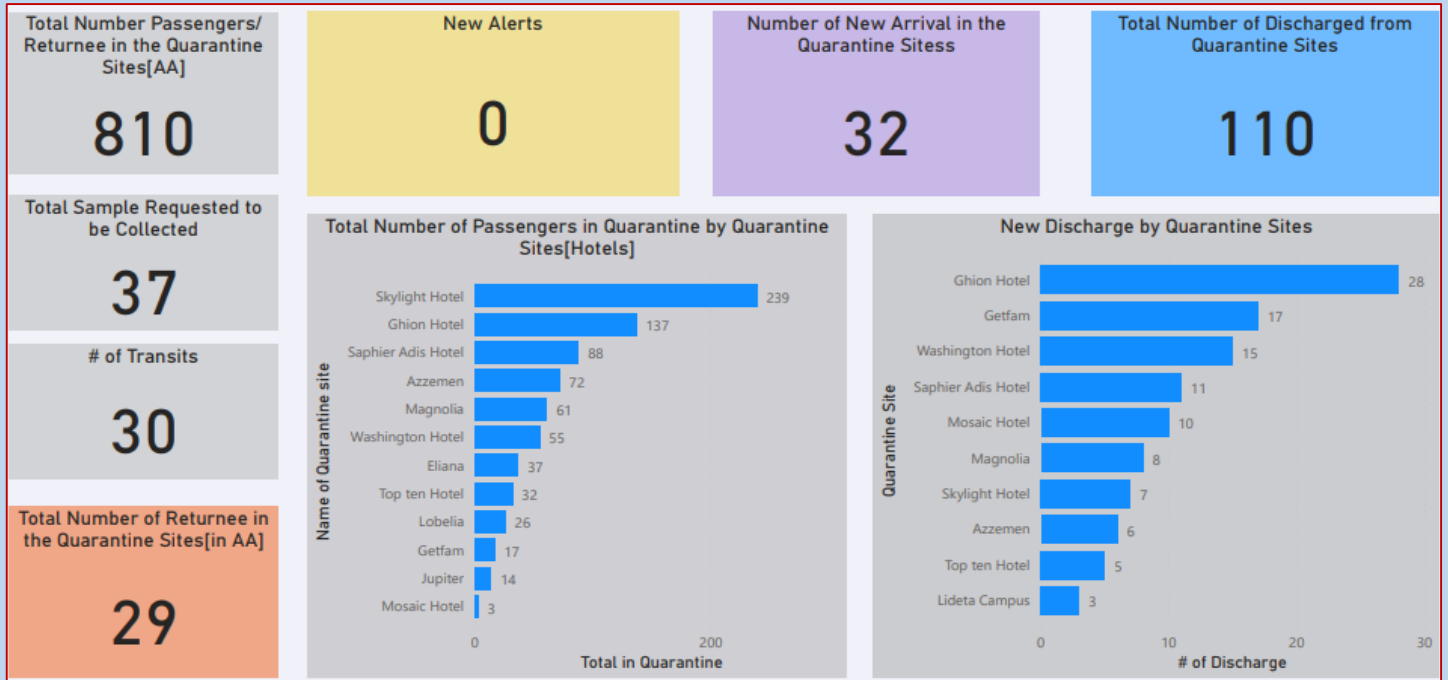 Total Number Passengers/
Returnee in the Quarantine
Sites[AA]
810
New Alerts
0
Number of New Arrival in the
Quarantine Sitess
32
Total Number of Discharged from
Quarantine Sites
110
Total Sample Requested to
be Collected
37
# of Transits
30
Total Number of Returnee in
the Quarantine Sites[in AA]
29
Total Number of Passengers in Quarantine by Quarantine
Sites[Hotels]
Name of Quarantine site
Skylight Hotel 239
Ghion Hotel 137
Saphier Adis Hotel 88
Azzemen 72
Magnolia 61
Washington Hotel 55
Eliana 37
Top ten Hotel 32
Lobelia 26
Getfam 17
Jupiter 14
Mosaic Hotel 3
0 200
Total in Quarantine
New Discharge by Quarantine Sites
Quarantine Site
Ghion Hotel 28
Getfam 17
Washington Hotel 15
Saphier Adis Hotel 11
Mosaic Hotel 10
Magnolia 8
Skylight Hotel 7
Azzemen 6
Top ten Hotel 5
Lideta Campus 3
0 10 20 30
# of Discharge